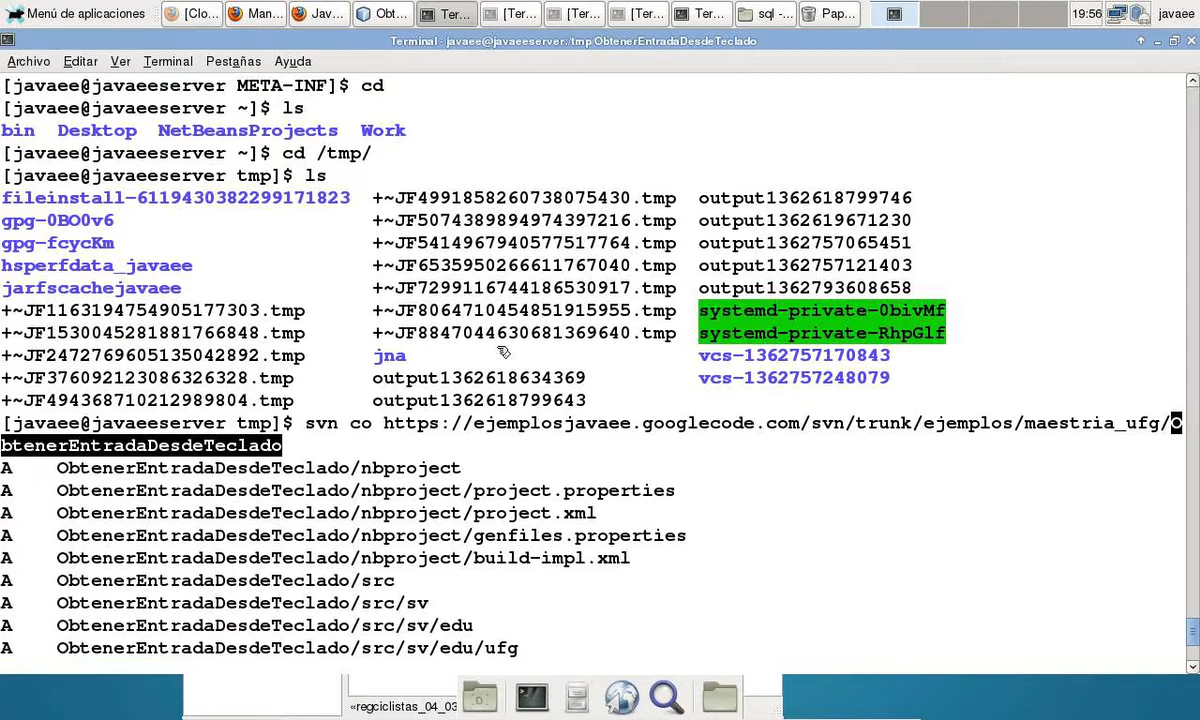 Menú de aplicaciones [Clo... Man... Jav... Obt... Ter... [Ter... [Ter... [Ter... Ter... sql -... Pap... 19:56 javaee
Terminal - javaee@javaeeserver:/tmp/ObtenerEntradaDesdeTeclado
Archivo Editar Ver Terminal Pestañas Ayuda
[javaee@javaeeserver META-INF]$ cd
[javaee@javaeeserver ~]$ ls
bin Desktop NetBeansProjects Work
[javaee@javaeeserver ~]$ cd /tmp/
[javaee@javaeeserver tmp]$ ls
fileinstall-6119430382299171823 +~JF4991858260738075430.tmp output1362618799746
gpg-0BO0v6 +~JF5074389894974397216.tmp output1362619671230
gpg-fcycKm +~JF5414967940577517764.tmp output1362757065451
hsperfdata_javaee +~JF6535950266611767040.tmp output1362757121403
jarfscachejavaee +~JF7299116744186530917.tmp output1362793608658
+~JF1163194754905177303.tmp +~JF8064710454851915955.tmp systemd-private-0bivMf
+~JF1530045281881766848.tmp +~JF8847044630681369640.tmp systemd-private-RhpGlf
+~JF2472769605135042892.tmp jna vcs-1362757170843
+~JF376092123086326328.tmp output1362618634369 vcs-1362757248079
+~JF494368710212989804.tmp output1362618799643
[javaee@javaeeserver tmp]$ svn co https://ejemplosjavaee.googlecode.com/svn/trunk/ejemplos/maestria_ufg/O
btenerEntradaDesdeTeclado
A ObtenerEntradaDesdeTeclado/nbproject
A ObtenerEntradaDesdeTeclado/nbproject/project.properties
A ObtenerEntradaDesdeTeclado/nbproject/project.xml
A ObtenerEntradaDesdeTeclado/nbproject/genfiles.properties
A ObtenerEntradaDesdeTeclado/nbproject/build-impl.xml
A ObtenerEntradaDesdeTeclado/src
A ObtenerEntradaDesdeTeclado/src/sv
A ObtenerEntradaDesdeTeclado/src/sv/edu
A ObtenerEntradaDesdeTeclado/src/sv/edu/ufg
«regciclistas_04_03